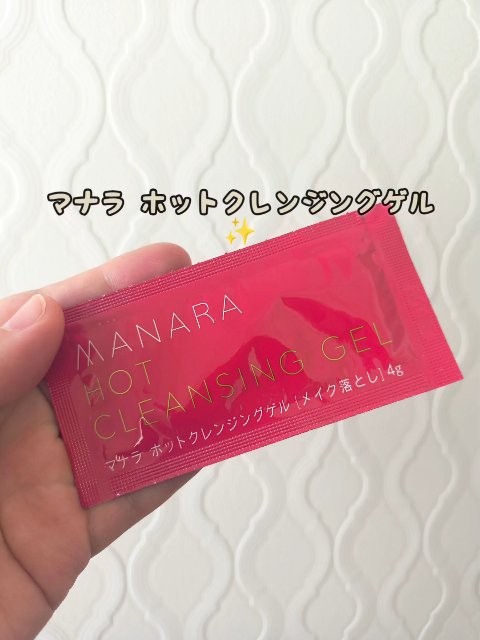 マナラ ホットクレンジングゲル
✨
MANARA
HOT
CLEANSING GEL
マナラ ホットクレンジングゲル [メイク落とし] 4g